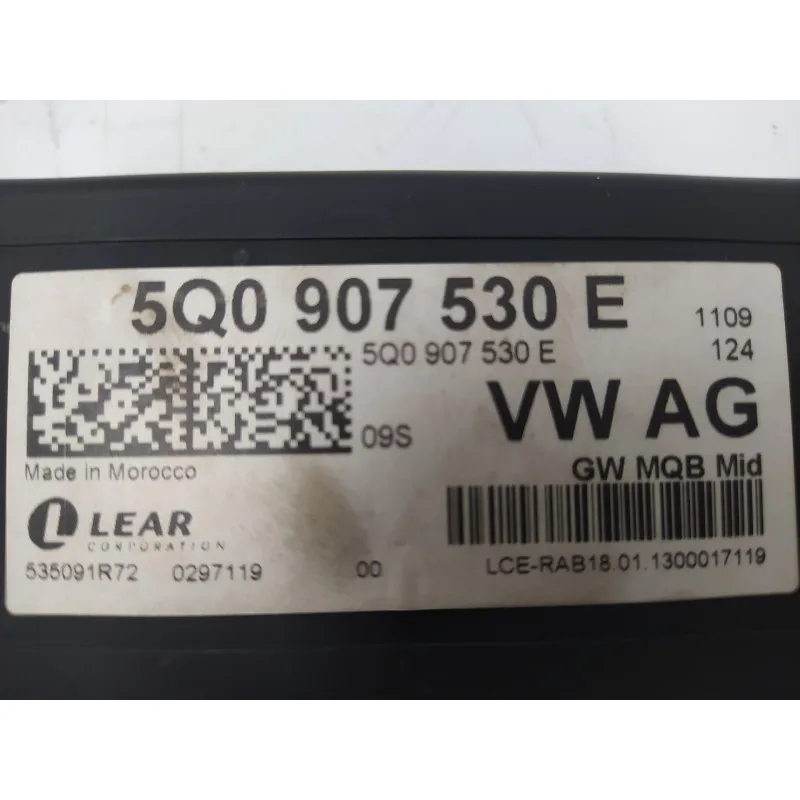 5Q0 907 530 E 1109
5Q0 907 530 E 124
VW AG
09S
Made in Morocco GW MQB Mid
LEAR
CORPORATION
535091R72 0297119 00 LCE-RAB18.01.1300017119